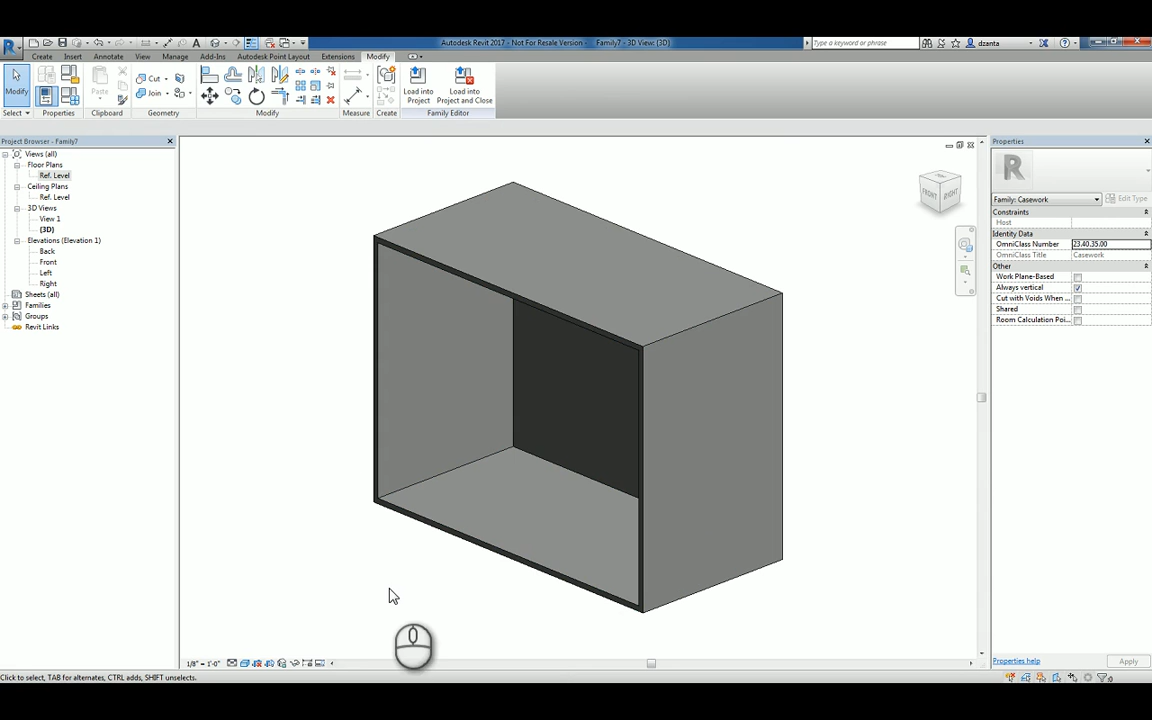 Autodesk Revit 2017 - Not For Resale Version - Family7 - 3D View: {3D}
Type a keyword or phrase
dzanta
Create Insert Annotate View Manage Add-Ins Autodesk Point Layout Extensions Modify
Modify
Paste
Cut
Join
Load into Project
Load into Project and Close
Select Properties Clipboard Geometry Modify Measure Create Family Editor
Project Browser - Family7
Views (all)
Floor Plans
Ref. Level
Ceiling Plans
Ref. Level
3D Views
View 1
{3D}
Elevations (Elevation 1)
Back
Front
Left
Right
Sheets (all)
Families
Groups
Revit Links
FRONT RIGHT
Properties
R
Family: Casework
Edit Type
Constraints
Host
Identity Data
OmniClass Number 23.40.35.00
OmniClass Title Casework
Other
Work Plane-Based
Always vertical
Cut with Voids When ...
Shared
Room Calculation Poi...
Properties help
Apply
1/8" = 1'-0"
Click to select, TAB for alternates, CTRL adds, SHIFT unselects.
:0